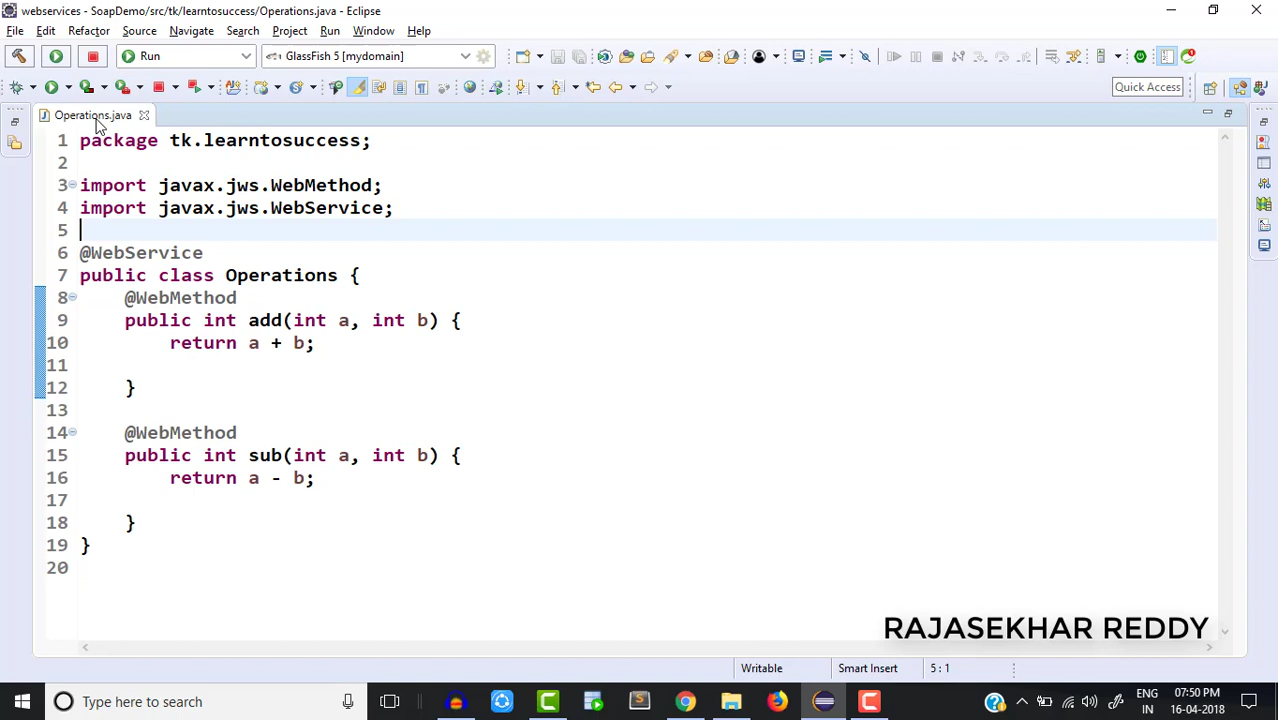 webservices - SoapDemo/src/tk/learntosuccess/Operations.java - Eclipse
File Edit Refactor Source Navigate Search Project Run Window Help
Run GlassFish 5 [mydomain]
Quick Access
Operations.java
1 package tk.learntosuccess;
2
3 import javax.jws.WebMethod;
4 import javax.jws.WebService;
5
6 @WebService
7 public class Operations {
8 @WebMethod
9 public int add(int a, int b) {
10 return a + b;
11
12 }
13
14 @WebMethod
15 public int sub(int a, int b) {
16 return a - b;
17
18 }
19 }
20
RAJASEKHAR REDDY
Writable Smart Insert 5 : 1
Type here to search
ENG 07:50 PM
IN 16-04-2018